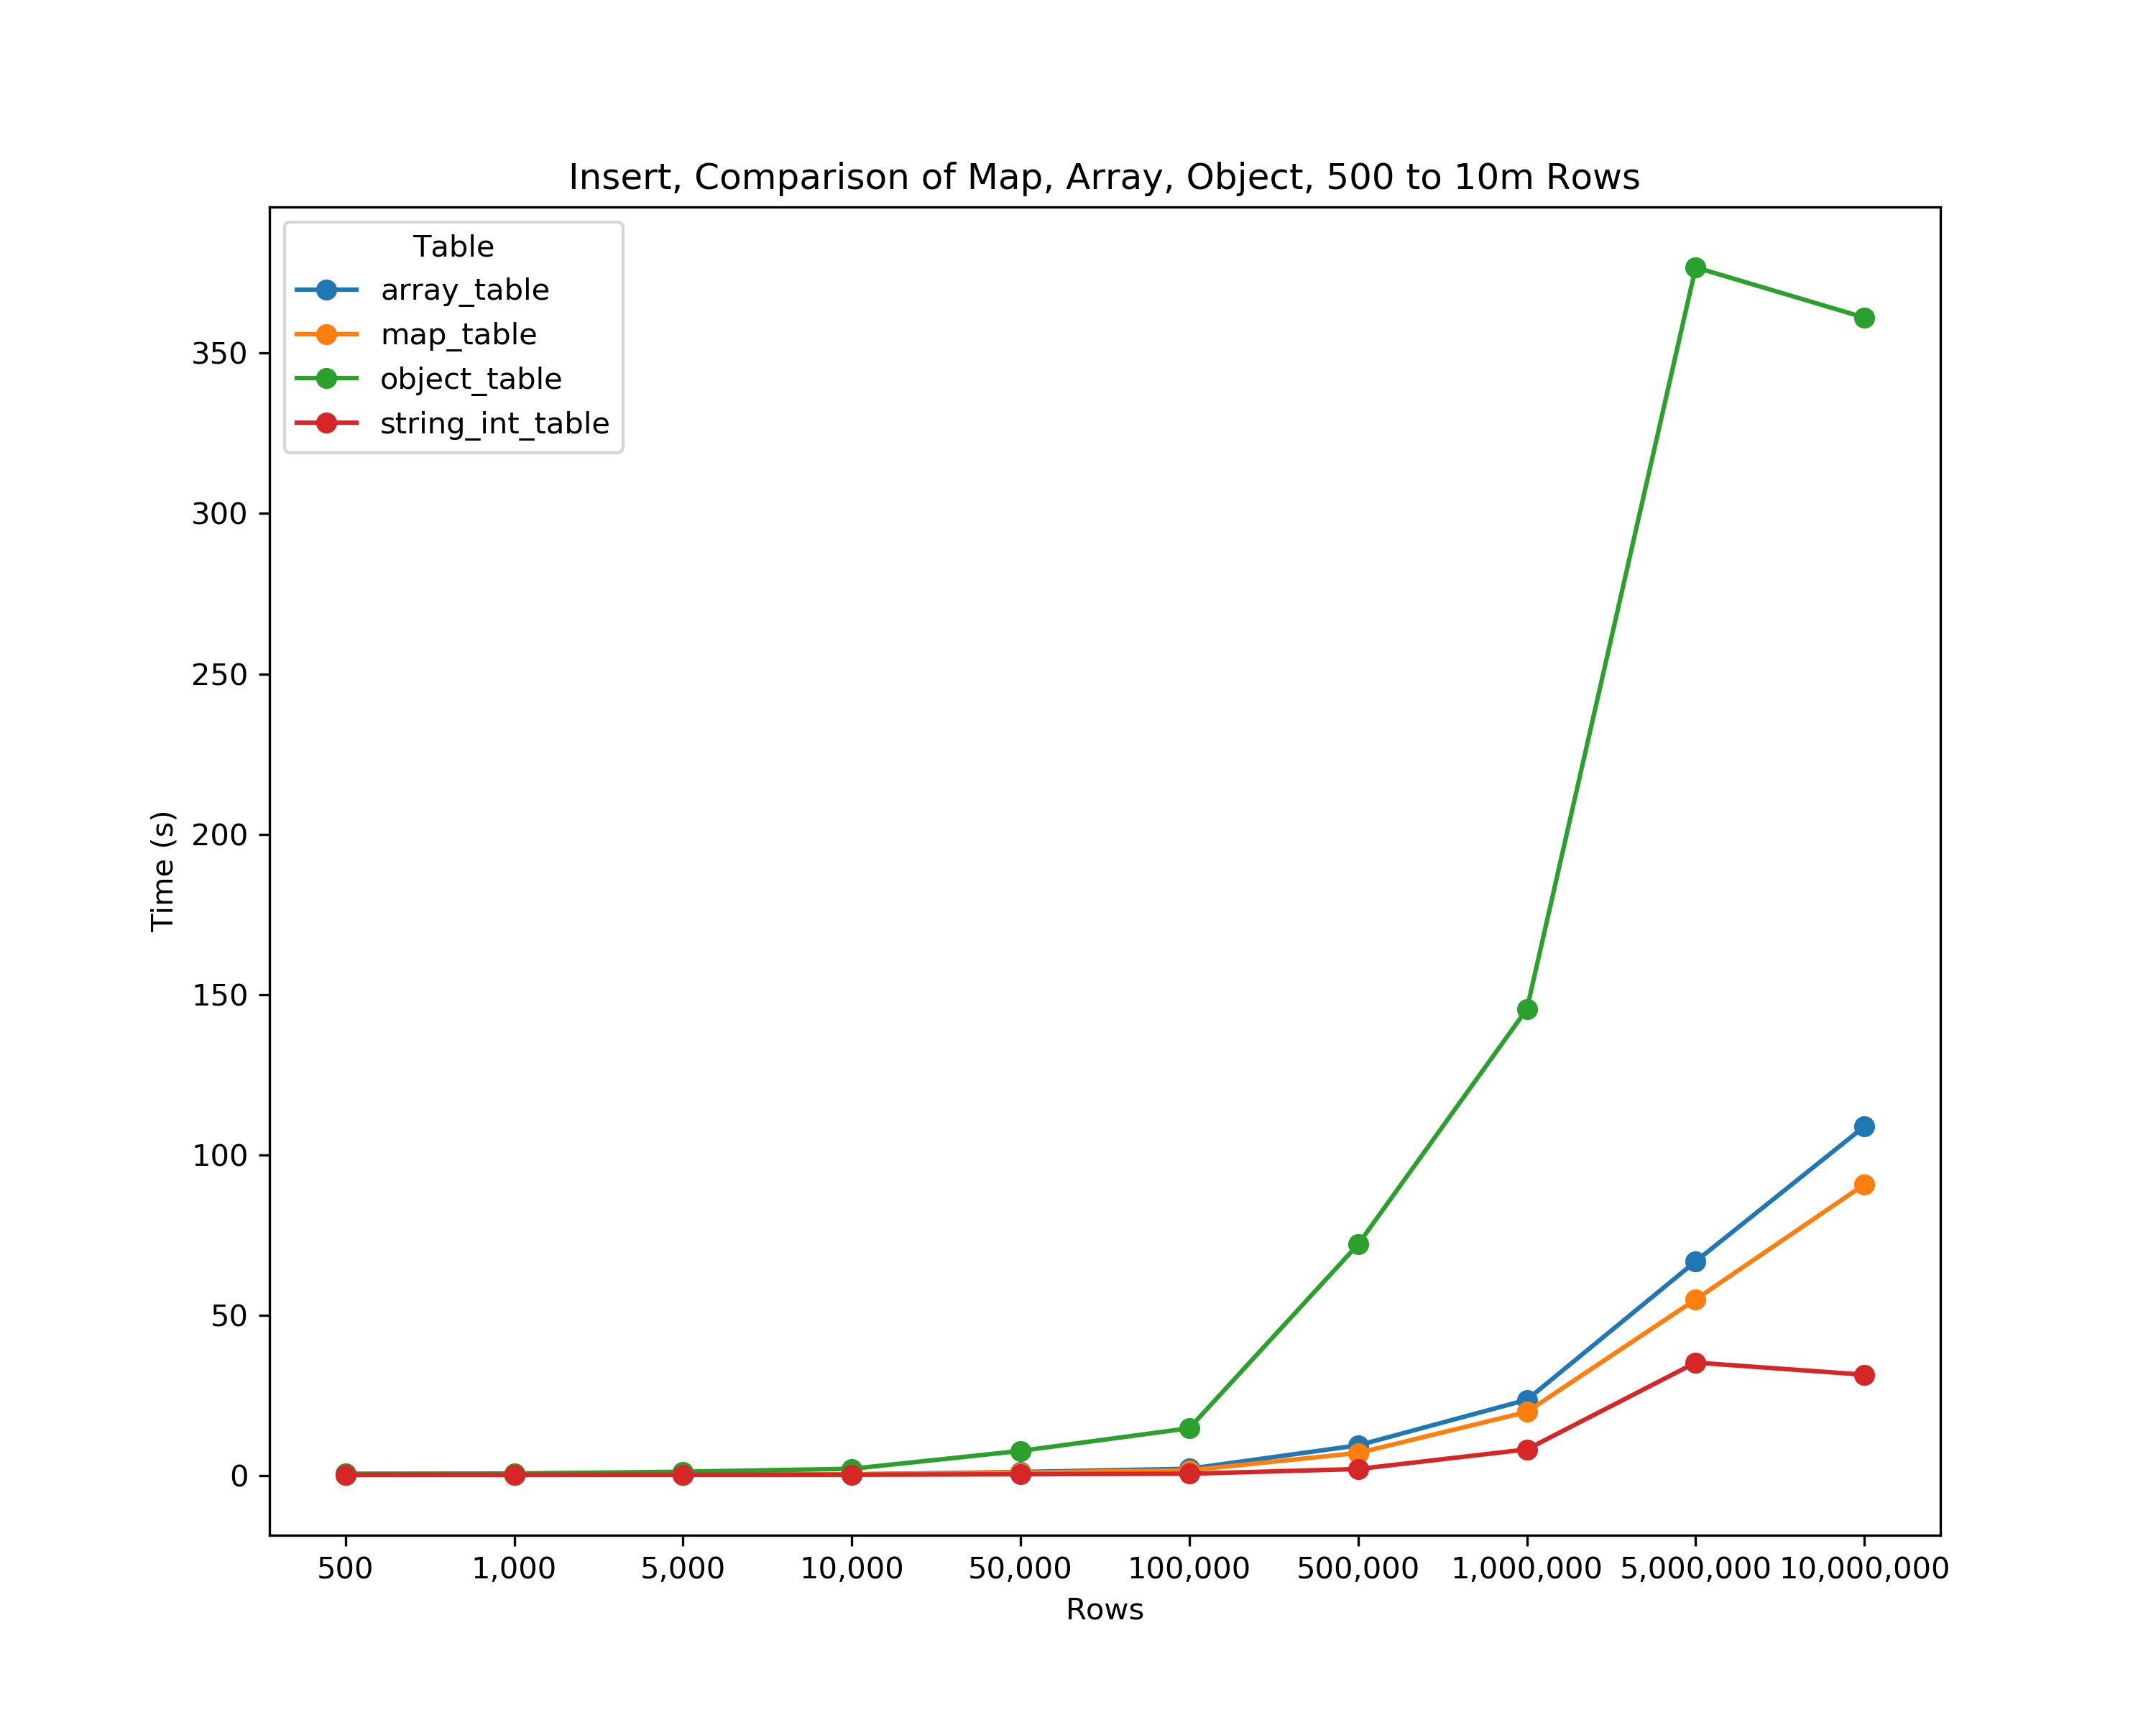 Insert, Comparison of Map, Array, Object, 500 to 10m Rows
Table
array_table
map_table
object_table
string_int_table
350
300
250
200
150
100
50
0
Time (s)
500 1,000 5,000 10,000 50,000 100,000 500,000 1,000,000 5,000,000 10,000,000
Rows